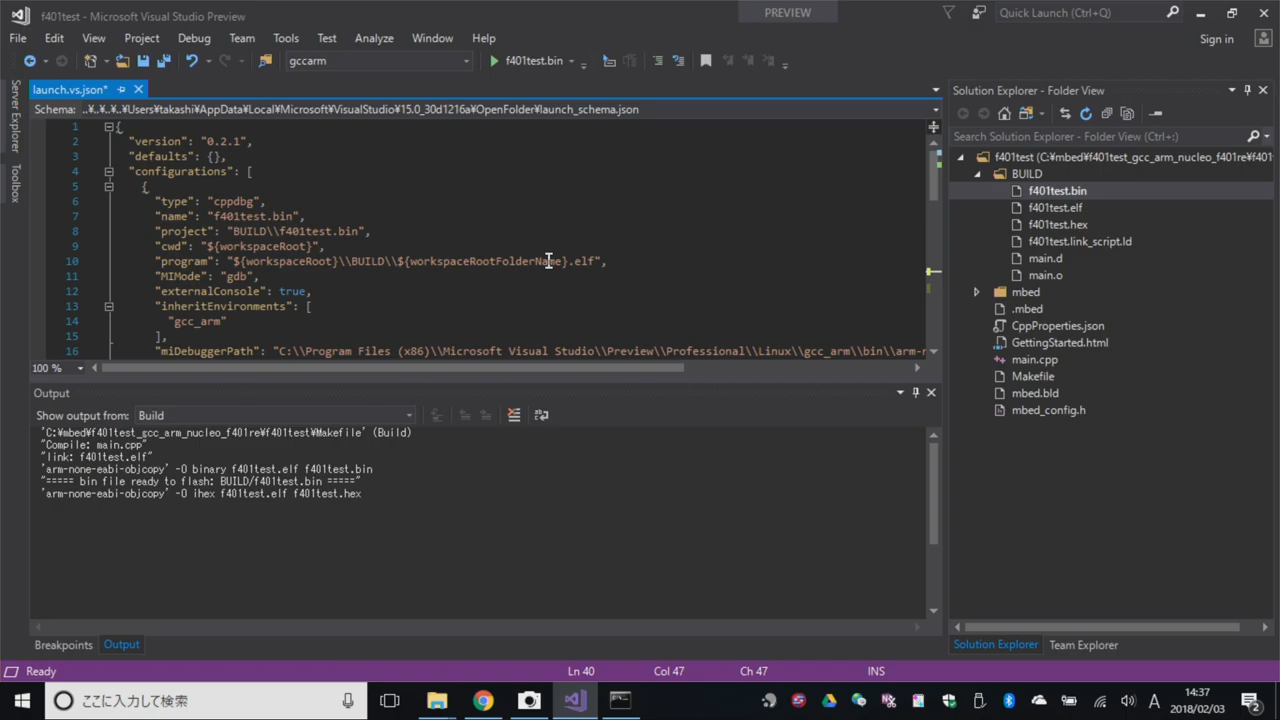 f401test - Microsoft Visual Studio Preview
PREVIEW
Quick Launch (Ctrl+Q)
File Edit View Project Debug Team Tools Test Analyze Window Help
Sign in
gccarm
f401test.bin
Server Explorer
Toolbox
launch.vs.json*
Schema: ..¥..¥..¥..¥Users¥takashi¥AppData¥Local¥Microsoft¥VisualStudio¥15.0_30d1216a¥OpenFolder¥launch_schema.json
1 {
2 "version": "0.2.1",
3 "defaults": {},
4 "configurations": [
5 {
6 "type": "cppdbg",
7 "name": "f401test.bin",
8 "project": "BUILD\\f401test.bin",
9 "cwd": "${workspaceRoot}",
10 "program": "${workspaceRoot}\\BUILD\\${workspaceRootFolderName}.elf",
11 "MIMode": "gdb",
12 "externalConsole": true,
13 "inheritEnvironments": [
14 "gcc_arm"
15 ],
16 "miDebuggerPath": "C:\\Program Files (x86)\\Microsoft Visual Studio\\Preview\\Professional\\Linux\\gcc_arm\\bin\\arm-n
100 %
Output
Show output from: Build
'C:¥mbed¥f401test_gcc_arm_nucleo_f401re¥f401test¥Makefile' (Build)
"Compile: main.cpp"
"link: f401test.elf"
'arm-none-eabi-objcopy' -O binary f401test.elf f401test.bin
"===== bin file ready to flash: BUILD/f401test.bin ====="
'arm-none-eabi-objcopy' -O ihex f401test.elf f401test.hex
Breakpoints Output
Solution Explorer - Folder View
Search Solution Explorer - Folder View (Ctrl+:)
f401test (C:¥mbed¥f401test_gcc_arm_nucleo_f401re¥f401
BUILD
f401test.bin
f401test.elf
f401test.hex
f401test.link_script.ld
main.d
main.o
mbed
.mbed
CppProperties.json
GettingStarted.html
main.cpp
Makefile
mbed.bld
mbed_config.h
Solution Explorer Team Explorer
Ready Ln 40 Col 47 Ch 47 INS
ここに入力して検索
A
14:37
2018/02/03
2